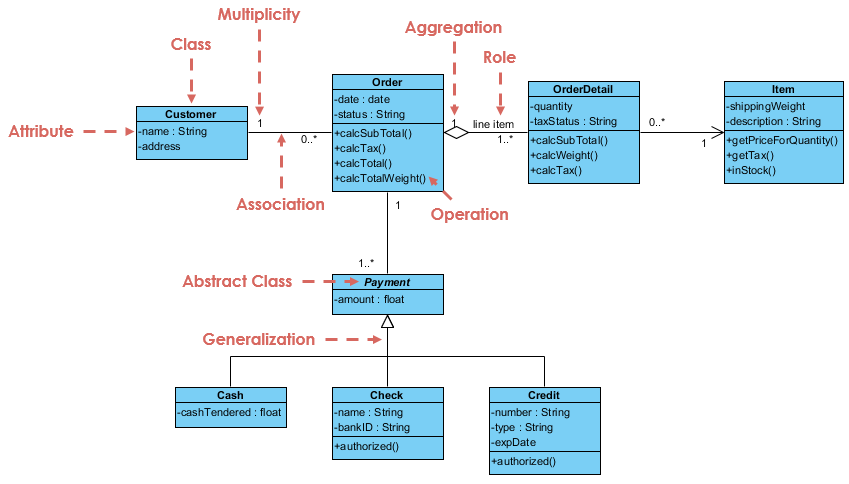 Multiplicity
Aggregation
Class
Role
Attribute
Customer
-name : String
-address
1
0..*
Association
Order
-date : date
-status : String
+calcSubTotal()
+calcTax()
+calcTotal()
+calcTotalWeight()
Operation
1
line item
1..*
OrderDetail
-quantity
-taxStatus : String
+calcSubTotal()
+calcWeight()
+calcTax()
0..*
1
Item
-shippingWeight
-description : String
+getPriceForQuantity()
+getTax()
+inStock()
1
1..*
Abstract Class
Payment
-amount : float
Generalization
Cash
-cashTendered : float
Check
-name : String
-bankID : String
+authorized()
Credit
-number : String
-type : String
-expDate
+authorized()